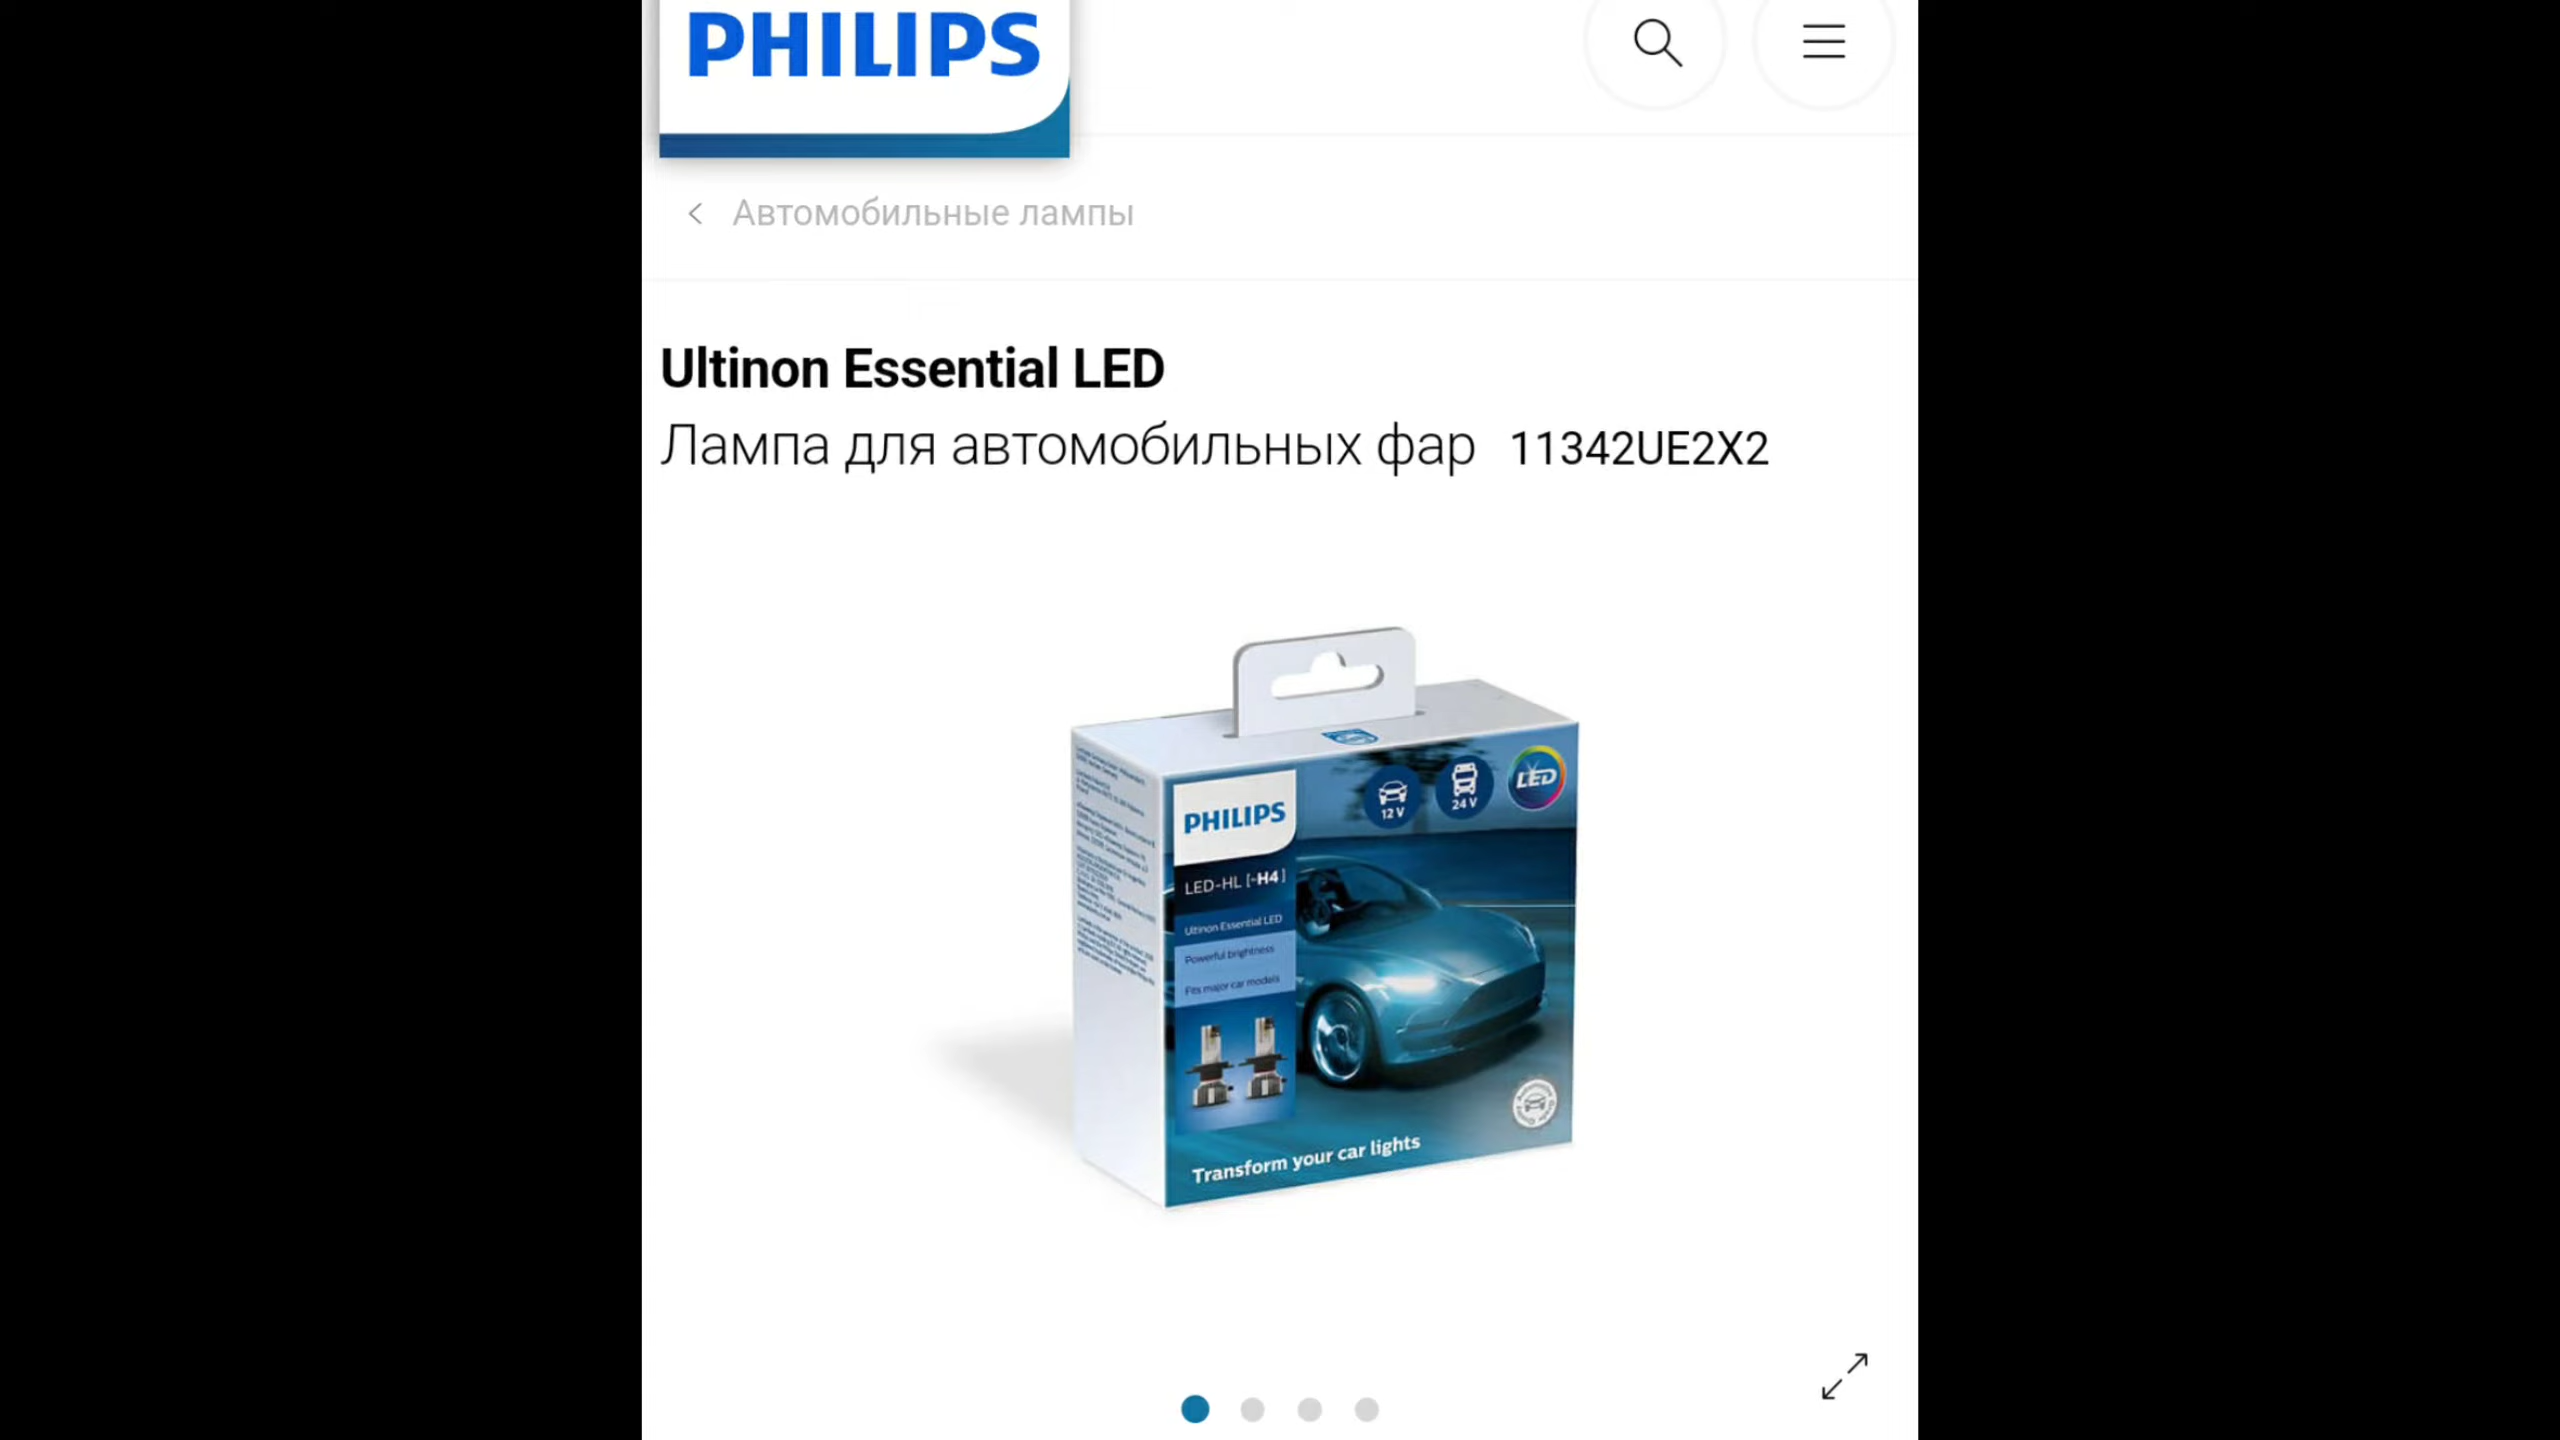 PHILIPS
Автомобильные лампы
Ultinon Essential LED
Лампа для автомобильных фар 11342UE2X2
12 V
24 V
LED
PHILIPS
LED-HL [~H4]
Ultinon Essential LED
Powerful brightness
Fits major car models
Transform your car lights